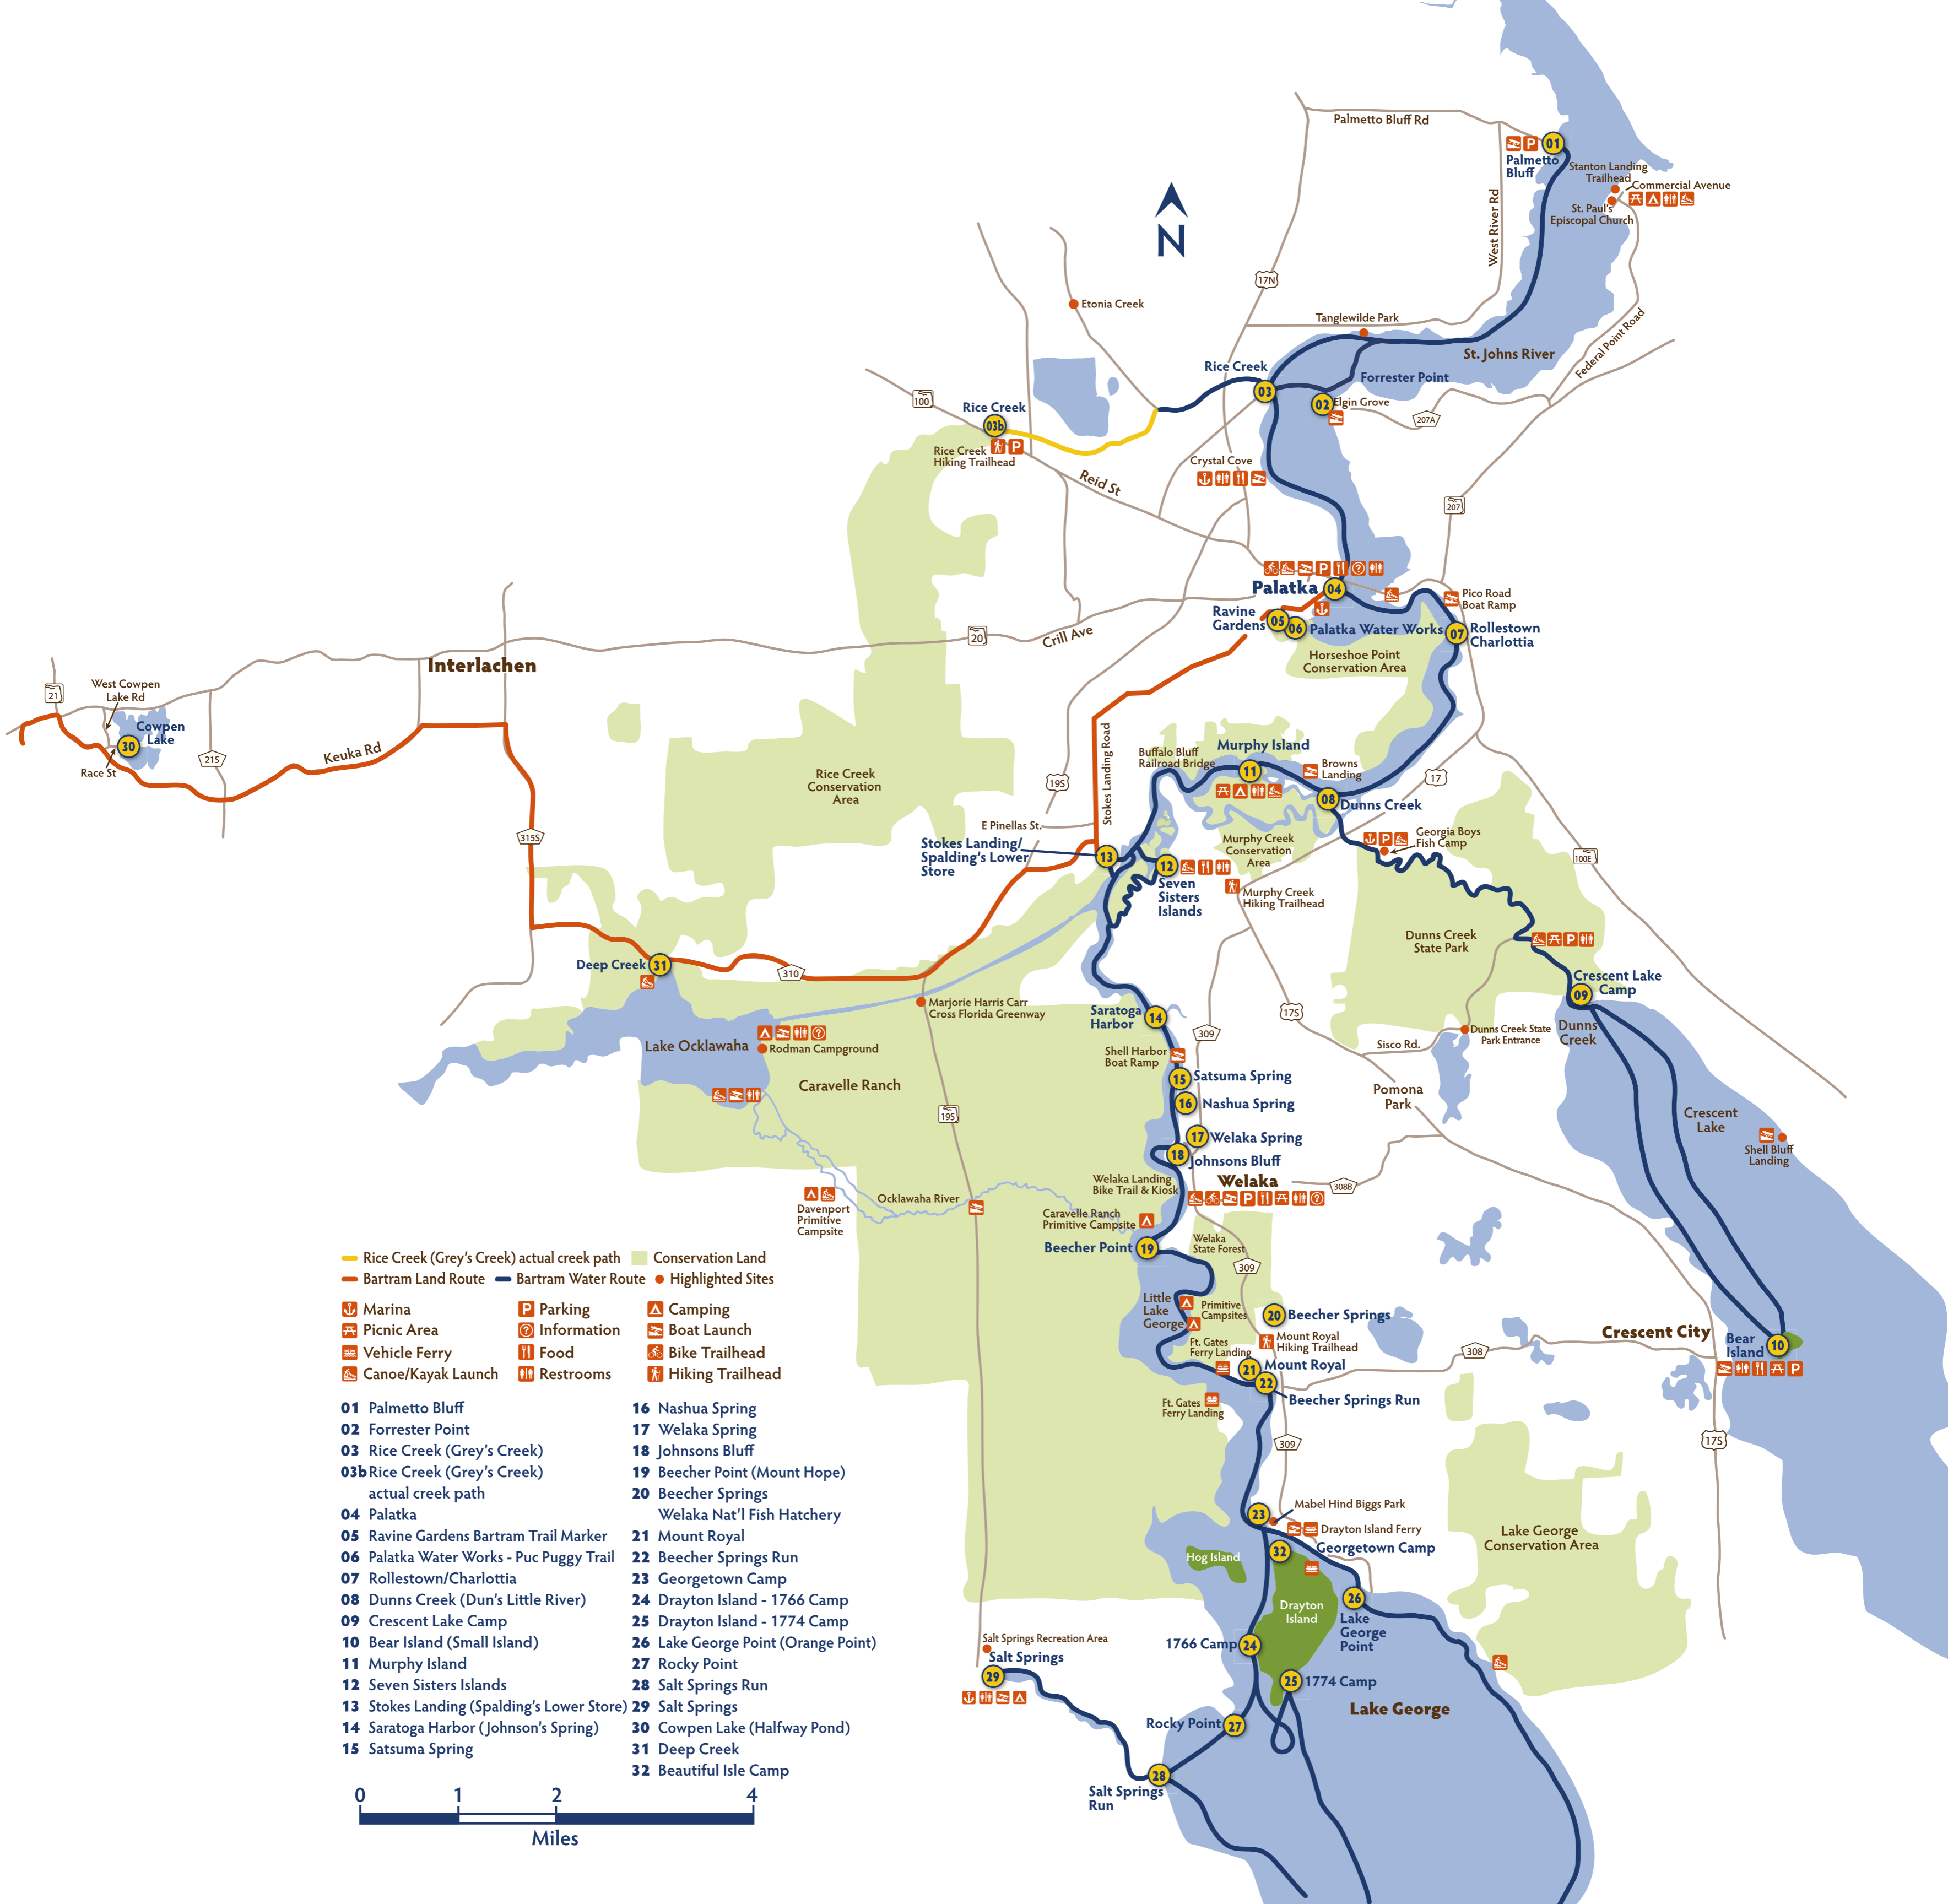 Palmetto Bluff Rd
01
Palmetto
Bluff
P
Stanton Landing
Trailhead
Commercial Avenue
St. Paul's
Episcopal Church
West River Rd
N
17N
Etonia Creek
Tanglewilde Park
St. Johns River
Federal Point Road
Rice Creek
03
Forrester Point
02
Elgin Grove
207A
100
Rice Creek
03b
Rice Creek
Hiking Trailhead
P
Reid St
Crystal Cove
207
P
?
Palatka
04
Pico Road
Boat Ramp
Ravine
Gardens
05
06
Palatka Water Works
07
Rollestown
Charlottia
Horseshoe Point
Conservation Area
20
Crill Ave
Interlachen
21
West Cowpen
Lake Rd
Cowpen
Lake
30
Race St
21S
Keuka Rd
315S
Rice Creek
Conservation
Area
19S
Stokes Landing Road
Buffalo Bluff
Railroad Bridge
Murphy Island
11
Browns
Landing
17
08
Dunns Creek
E Pinellas St.
Stokes Landing/
Spalding's Lower
Store
13
12
Seven
Sisters
Islands
Murphy Creek
Conservation
Area
Murphy Creek
Hiking Trailhead
P
Georgia Boys
Fish Camp
100E
Dunns Creek
State Park
P
Crescent Lake
Camp
09
Dunns
Creek
Deep Creek
31
310
Marjorie Harris Carr
Cross Florida Greenway
Lake Ocklawaha
?
Rodman Campground
Caravelle Ranch
19S
Saratoga
Harbor
14
309
17S
Sisco Rd.
Dunns Creek State
Park Entrance
Shell Harbor
Boat Ramp
15
Satsuma Spring
16
Nashua Spring
Pomona
Park
Crescent
Lake
17
Welaka Spring
18
Johnsons Bluff
Shell Bluff
Landing
Welaka Landing
Bike Trail & Kiosk
Welaka
P
?
308B
Davenport
Primitive
Campsite
Ocklawaha River
Caravelle Ranch
Primitive Campsite
Beecher Point
19
Welaka
State Forest
309
Little
Lake
George
Primitive
Campsites
20
Beecher Springs
Ft. Gates
Ferry Landing
Mount Royal
Hiking Trailhead
21
Mount Royal
22
Beecher Springs Run
Ft. Gates
Ferry Landing
308
Crescent City
Bear
Island
10
P
17S
309
23
Mabel Hind Biggs Park
Drayton Island Ferry
Georgetown Camp
32
Hog Island
Drayton
Island
26
Lake
George
Point
Lake George
Conservation Area
1766 Camp
24
25
1774 Camp
Lake George
Salt Springs Recreation Area
Salt Springs
29
Rocky Point
27
28
Salt Springs
Run
Rice Creek (Grey's Creek) actual creek path
Conservation Land
Bartram Land Route
Bartram Water Route
Highlighted Sites
Marina
P Parking
Camping
Picnic Area
? Information
Boat Launch
Vehicle Ferry
Food
Bike Trailhead
Canoe/Kayak Launch
Restrooms
Hiking Trailhead
01 Palmetto Bluff
02 Forrester Point
03 Rice Creek (Grey's Creek)
03b Rice Creek (Grey's Creek)
actual creek path
04 Palatka
05 Ravine Gardens Bartram Trail Marker
06 Palatka Water Works - Puc Puggy Trail
07 Rollestown/Charlottia
08 Dunns Creek (Dun's Little River)
09 Crescent Lake Camp
10 Bear Island (Small Island)
11 Murphy Island
12 Seven Sisters Islands
13 Stokes Landing (Spalding's Lower Store)
14 Saratoga Harbor (Johnson's Spring)
15 Satsuma Spring
16 Nashua Spring
17 Welaka Spring
18 Johnsons Bluff
19 Beecher Point (Mount Hope)
20 Beecher Springs
Welaka Nat'l Fish Hatchery
21 Mount Royal
22 Beecher Springs Run
23 Georgetown Camp
24 Drayton Island - 1766 Camp
25 Drayton Island - 1774 Camp
26 Lake George Point (Orange Point)
27 Rocky Point
28 Salt Springs Run
29 Salt Springs
30 Cowpen Lake (Halfway Pond)
31 Deep Creek
32 Beautiful Isle Camp
0 1 2 4
Miles